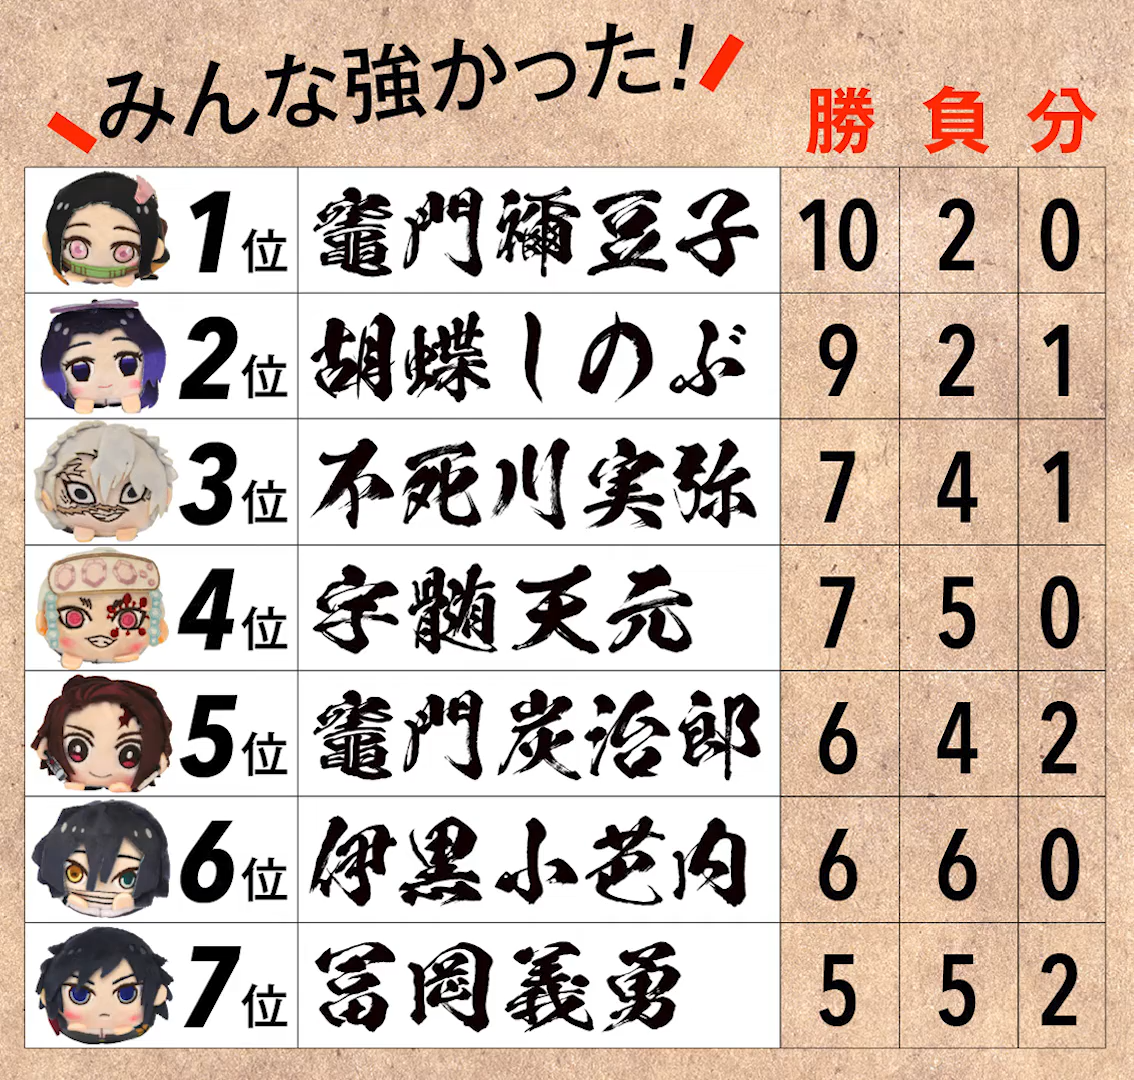 みんな強かった!
勝 負 分
1位 竈門禰豆子 10 2 0
2位 胡蝶しのぶ 9 2 1
3位 不死川実弥 7 4 1
4位 宇髄天元 7 5 0
5位 竈門炭治郎 6 4 2
6位 伊黒小芭内 6 6 0
7位 冨岡義勇 5 5 2